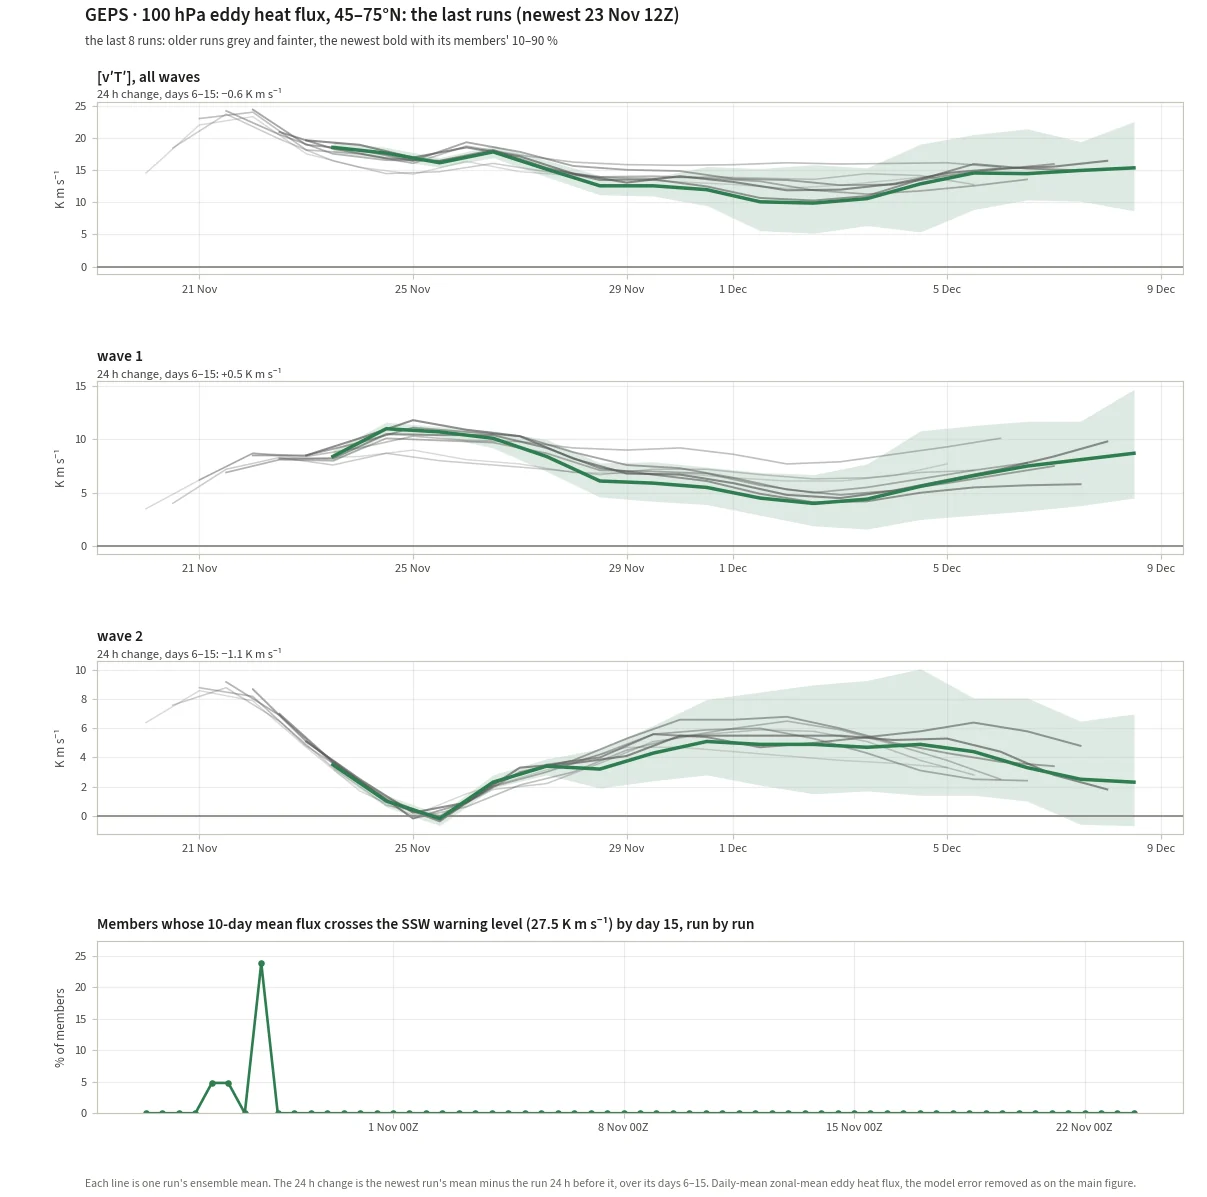 GEPS · 100 hPa eddy heat flux, 45–75°N: the last runs (newest 23 Nov 12Z)
the last 8 runs: older runs grey and fainter, the newest bold with its members' 10–90 %
[v′T′], all waves
24 h change, days 6–15: −0.6 K m s⁻¹
25
20
15
10
5
0
K m s⁻¹
21 Nov
25 Nov
29 Nov
1 Dec
5 Dec
9 Dec
wave 1
24 h change, days 6–15: +0.5 K m s⁻¹
15
10
5
0
K m s⁻¹
21 Nov
25 Nov
29 Nov
1 Dec
5 Dec
9 Dec
wave 2
24 h change, days 6–15: −1.1 K m s⁻¹
10
8
6
4
2
0
K m s⁻¹
21 Nov
25 Nov
29 Nov
1 Dec
5 Dec
9 Dec
Members whose 10-day mean flux crosses the SSW warning level (27.5 K m s⁻¹) by day 15, run by run
25
20
15
10
5
0
% of members
1 Nov 00Z
8 Nov 00Z
15 Nov 00Z
22 Nov 00Z
Each line is one run's ensemble mean. The 24 h change is the newest run's mean minus the run 24 h before it, over its days 6–15. Daily-mean zonal-mean eddy heat flux, the model error removed as on the main figure.